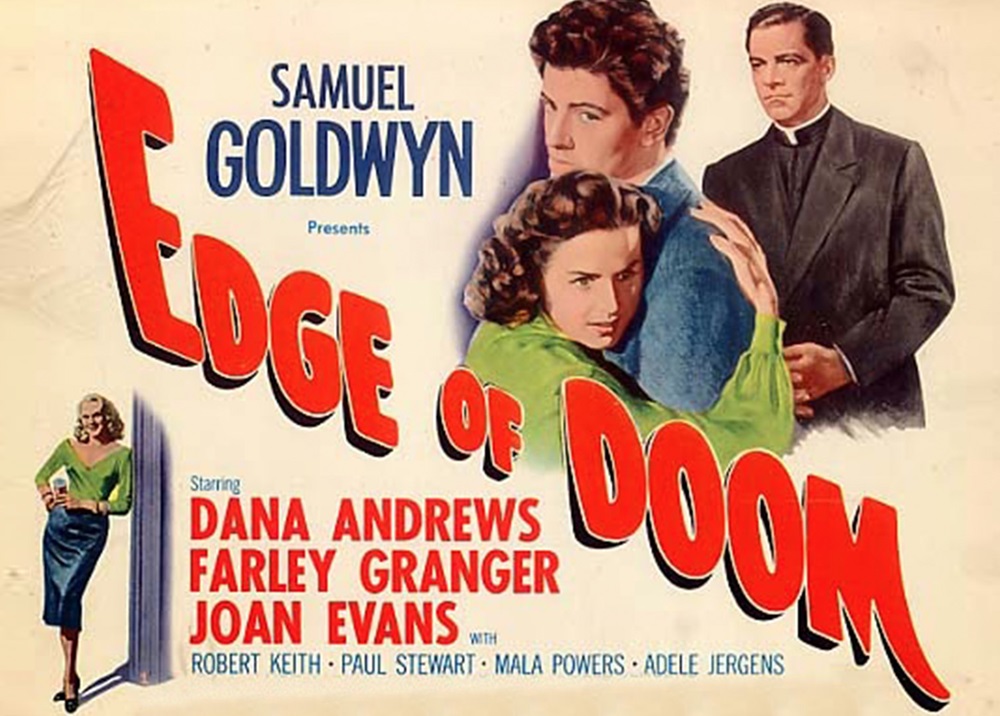 SAMUEL
GOLDWYN
Presents
EDGE OF DOOM
Starring
DANA ANDREWS
FARLEY GRANGER
JOAN EVANS WITH
ROBERT KEITH · PAUL STEWART · MALA POWERS · ADELE JERGENS